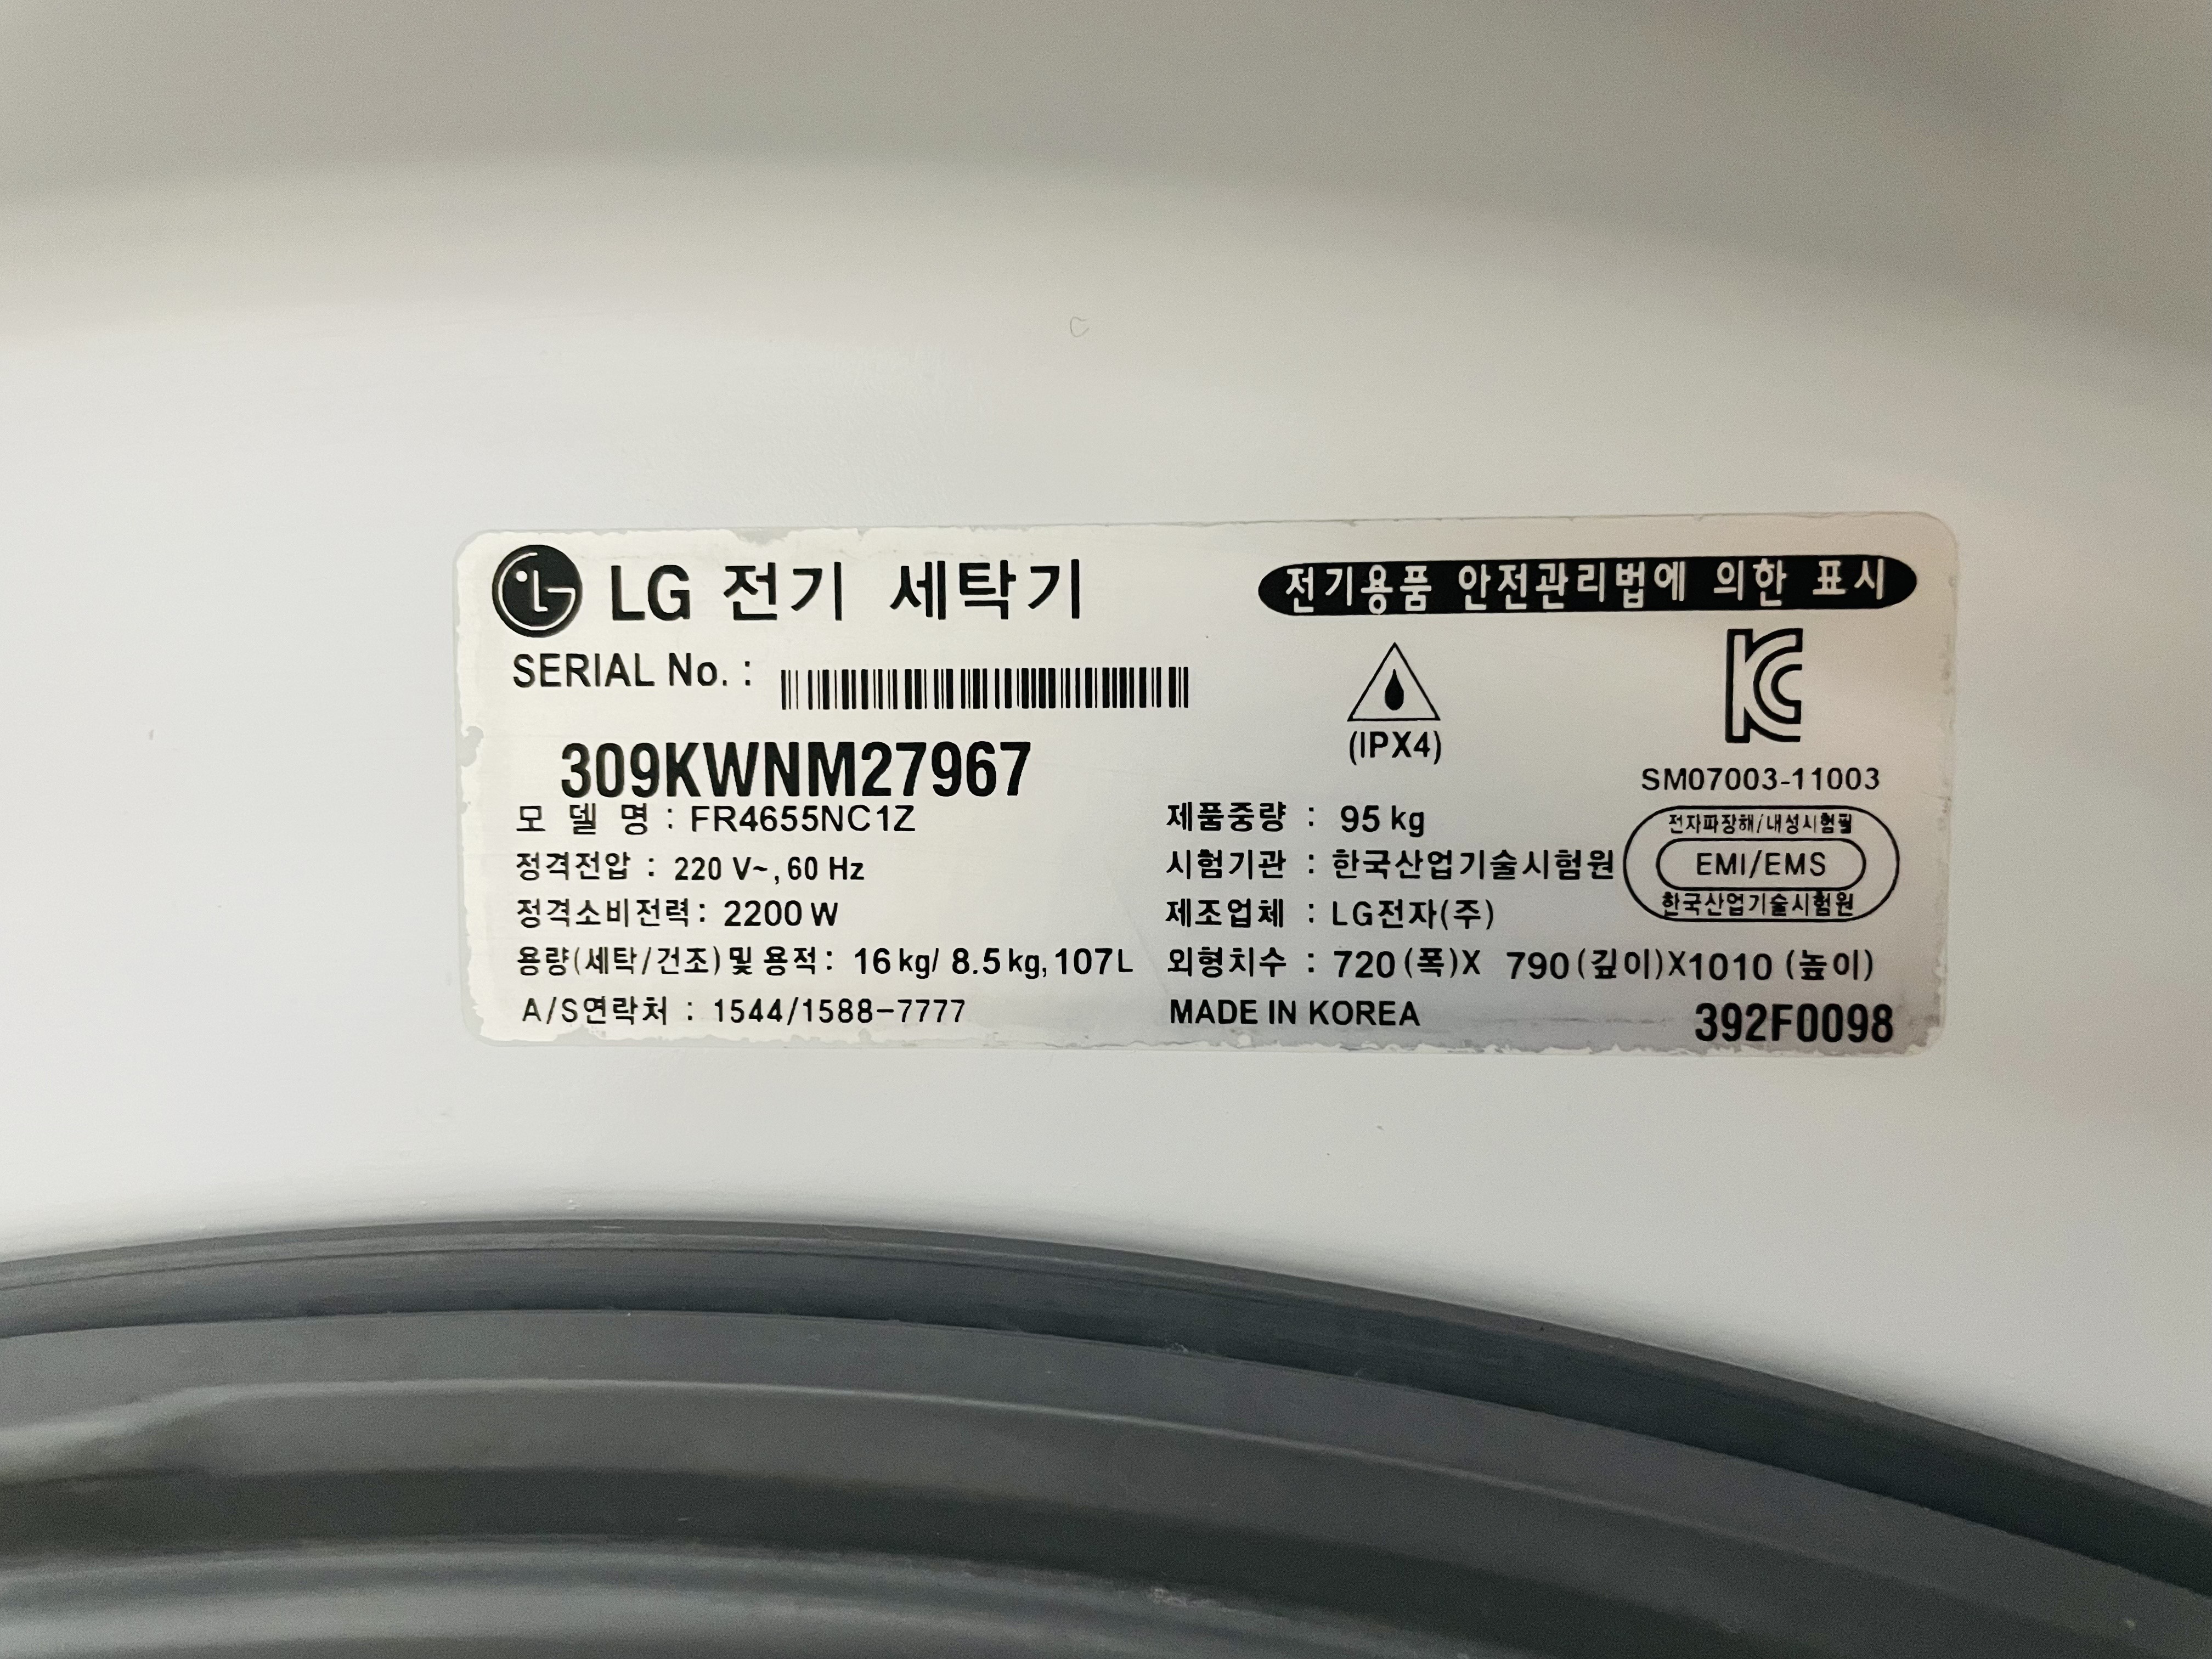 LG 전기 세탁기
전기용품 안전관리법에 의한 표시
SERIAL No. :
309KWNM27967
(IPX4)
SM07003-11003
모 델 명 : FR4655NC1Z
정격전압 : 220 V~, 60 Hz
정격소비전력 : 2200 W
용량(세탁/건조) 및 용적 : 16 kg/ 8.5 kg, 107L
A/S연락처 : 1544/1588-7777
제품중량 : 95 kg
시험기관 : 한국산업기술시험원
제조업체 : LG전자(주)
외형치수 : 720 (폭)X 790 (깊이)X1010 (높이)
MADE IN KOREA
전자파장해/내성시험필
EMI/EMS
한국산업기술시험원
392F0098